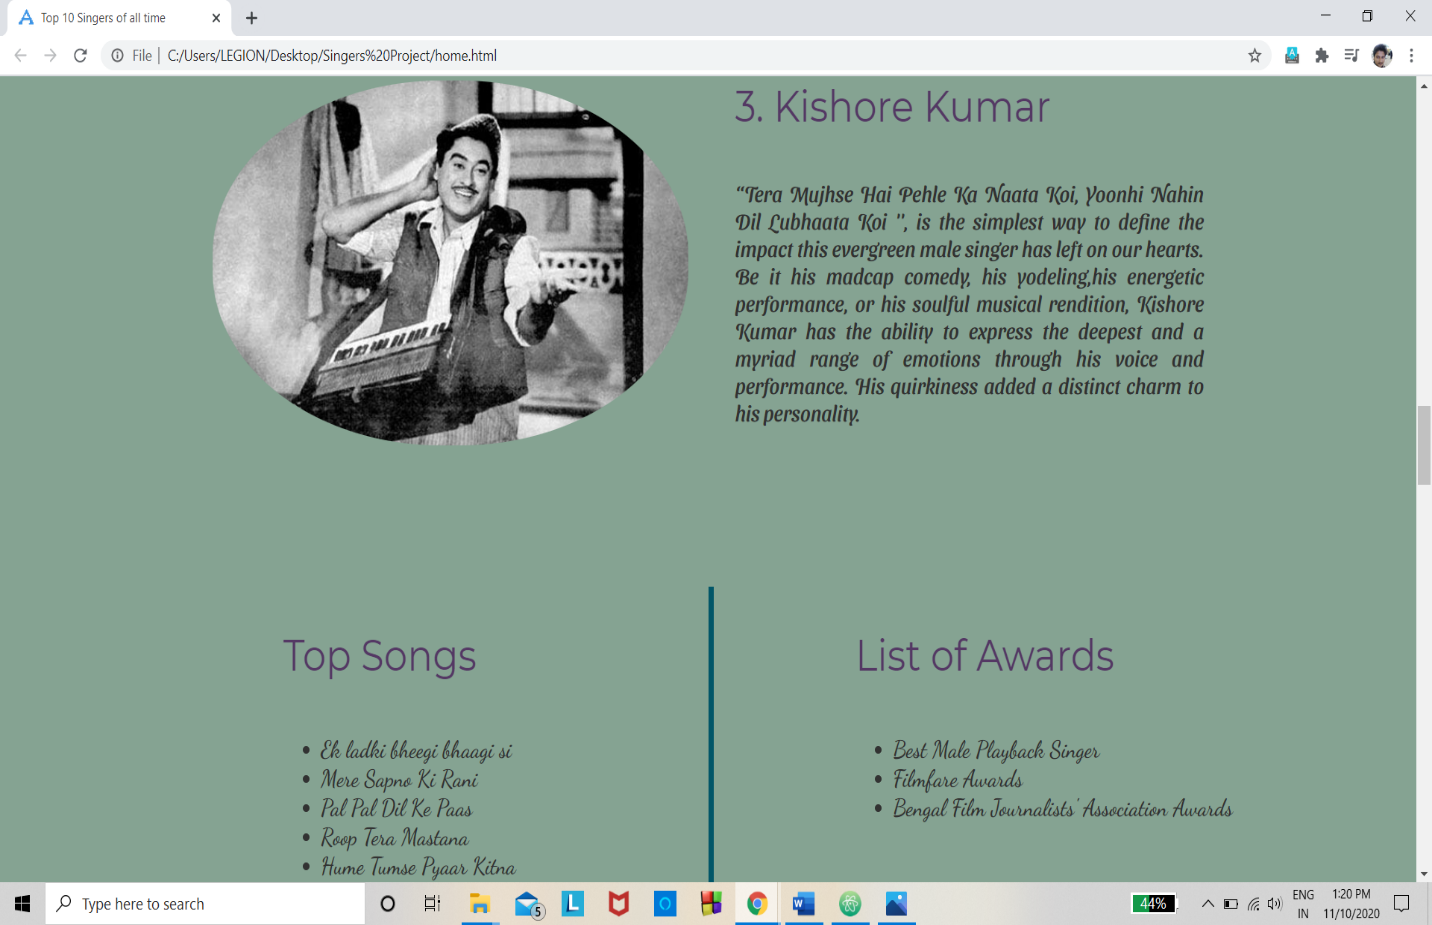 Top 10 Singers of all time
File | C:/Users/LEGION/Desktop/Singers%20Project/home.html
3. Kishore Kumar
“Tera Mujhse Hai Pehle Ka Naata Koi, Yoonhi Nahin
Dil Lubhaata Koi ", is the simplest way to define the
impact this evergreen male singer has left on our hearts.
Be it his madcap comedy, his yodeling,his energetic
performance, or his soulful musical rendition, Kishore
Kumar has the ability to express the deepest and a
myriad range of emotions through his voice and
performance. His quirkiness added a distinct charm to
his personality.
Top Songs
• Ek ladki bheegi bhaagi si
• Mere Sapno Ki Rani
• Pal Pal Dil Ke Paas
• Roop Tera Mastana
• Hume Tumse Pyaar Kitna
List of Awards
• Best Male Playback Singer
• Filmfare Awards
• Bengal Film Journalists' Association Awards
Type here to search
5
44%
ENG
IN
1:20 PM
11/10/2020